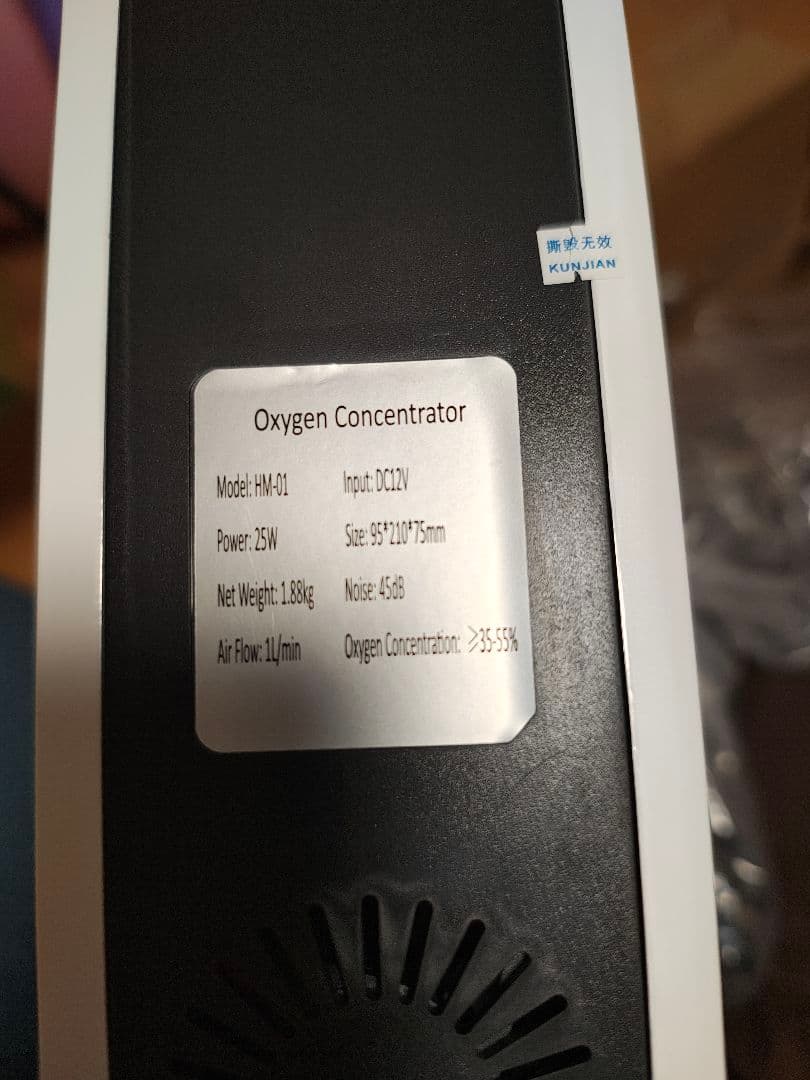 撕毁无效
KUNJIAN
Oxygen Concentrator
Model: HM-01 Input: DC12V
Power: 25W Size: 95*210*75mm
Net Weight: 1.88kg Noise: 45dB
Air Flow: 1L/min Oxygen Concentration: ⩾35-55%